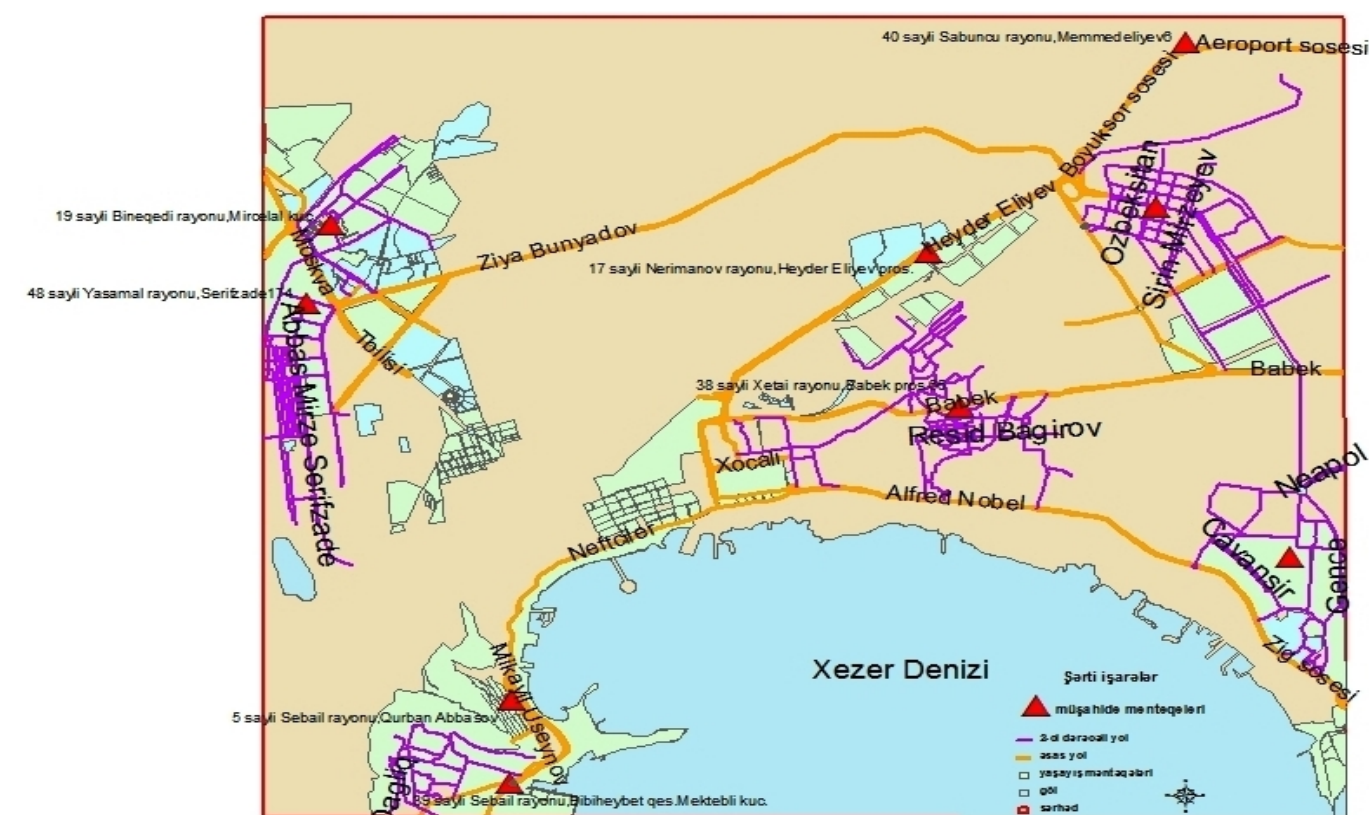 40 sayli Sabuncu rayonu,Memmedeliyev6
Aeroport sosesi
Boyuksor sosesi
Ozbekistan
Sirin Mirzeyev
19 sayli Bineqedi rayonu,Mircelal kuc.
Moskva
Ziya Bunyadov
Heyder Eliyev
17 sayli Nerimanov rayonu,Heyder Eliyev pros.
48 sayli Yasamal rayonu,Serifzade174
Abbas Mirze Serifzade
Tbilisi
38 sayli Xetai rayonu,Babek pros.
Babek
Babek
Resid Bagirov
Xocali
Alfred Nobel
Neapol
Neftciler
Cavansir
Gence
Zig sosesi
Mikayil Useynov
Xezer Denizi
5 sayli Sebail rayonu,Qurban Abbasov
Dagliq
39 sayli Sebail rayonu,Bibiheybet qes.Mektebli kuc.
Şərti işarələr
müşahidə məntəqələri
2-ci dərəcəli yol
əsas yol
yaşayış məntəqələri
göl
sərhəd